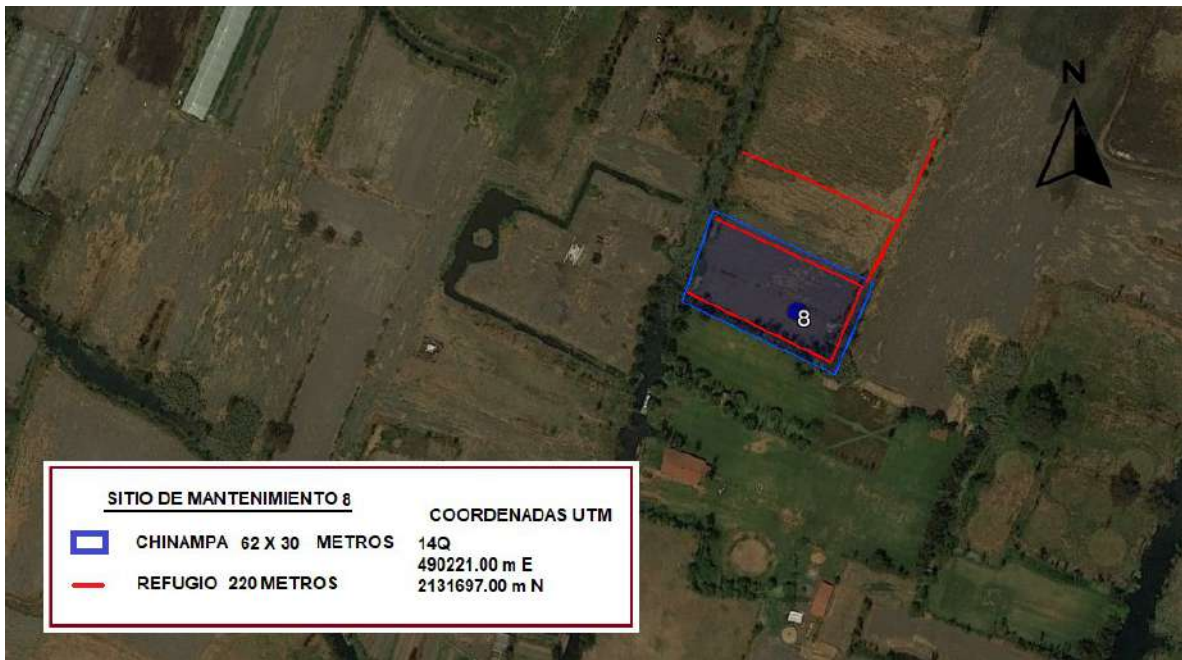 N
8
SITIO DE MANTENIMIENTO 8
CHINAMPA 62 X 30 METROS
REFUGIO 220 METROS
COORDENADAS UTM
14Q
490221.00 m E
2131697.00 m N